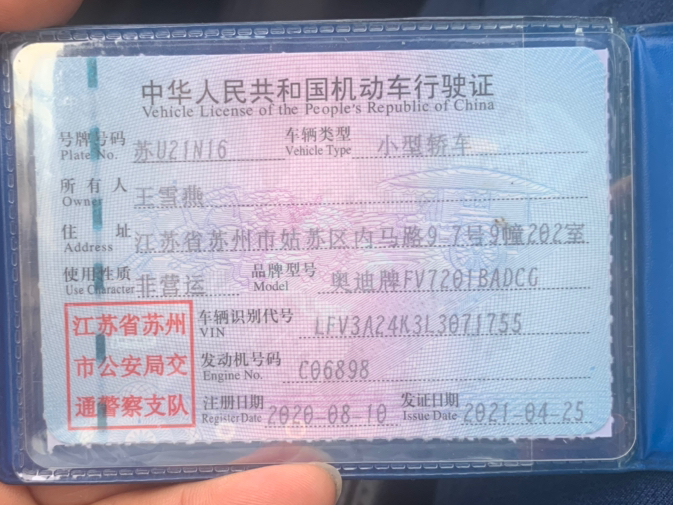 中华人民共和国机动车行驶证
Vehicle License of the People's Republic of China
号牌号码 苏U21N16 车辆类型 小型轿车
Plate No. Vehicle Type
所有人 王雪燕
Owner
住址 江苏省苏州市姑苏区内马路9-7号9幢202室
Address
使用性质 非营运 品牌型号 奥迪牌FV7201BADCG
Use Character Model
江苏省苏州
市公安局交
通警察支队
车辆识别代号 LFV3A24K3L3071755
VIN
发动机号码 C06898
Engine No.
注册日期 2020-08-10 发证日期 2021-04-25
Register Date Issue Date